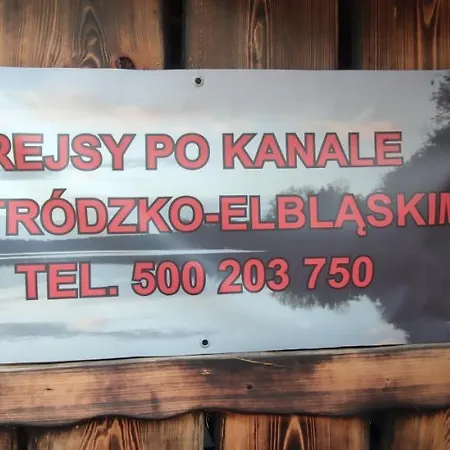 REJSY PO KANALE
TRÓDZKO-ELBLĄSKIM
TEL. 500 203 750